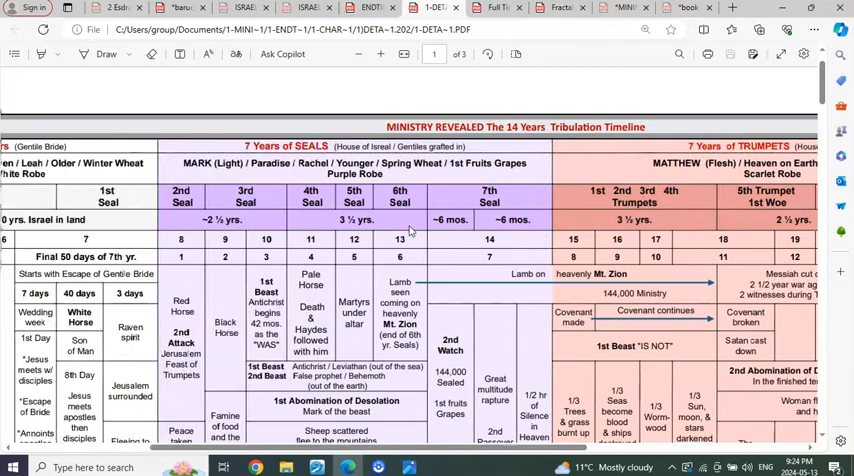 Sign in
2 Esdra
*baruc
ISRAEL
ISRAEL
ENDTI
1-DETA
Full Ti
Fractal
*MINIS
*book
File
C:/Users/group/Documents/1-MINI~1/1-ENDT~1/1-CHAR~1/1)DETA~1.202/1-DETA~1.PDF
Draw
Ask Copilot
1 of 3
MINISTRY REVEALED The 14 Years Tribulation Timeline
rs (Gentile Bride)
7 Years of SEALS (House of Isreal / Gentiles grafted in)
7 Years of TRUMPETS (Hous
en / Leah / Older / Winter Wheat
hite Robe
MARK (Light) / Paradise / Rachel / Younger / Spring Wheat / 1st Fruits Grapes
Purple Robe
MATTHEW (Flesh) / Heaven on Earth
Scarlet Robe
1st Seal
2nd Seal
3rd Seal
4th Seal
5th Seal
6th Seal
7th Seal
1st 2nd 3rd 4th Trumpets
5th Trumpet 1st Woe
0 yrs. Israel in land
~2 ½ yrs.
3 ½ yrs.
~6 mos.
~6 mos.
3 ½ yrs.
2 ½ yrs.
6 7 8 9 10 11 12 13 14 15 16 17 18 19
Final 50 days of 7th yr.
1 2 3 4 5 6 7 8 9 10 11 12
Starts with Escape of Gentile Bride
7 days
40 days
3 days
Wedding week
1st Day
*Jesus meets w/ disciples
*Escape of Bride
*Annoints
White Horse
Son of Man
8th Day
Jesus meets apostles then disciples
Raven spirit
Jerusalem surrounded
Fleeing to
Red Horse
2nd Attack
Jerusalem Feast of Trumpets
Peace taken
Black Horse
Famine of food and the
1st Beast
Antichrist begins 42 mos. as the "WAS"
Pale Horse
Death & Haydes followed with him
Martyrs under altar
Lamb seen coming on heavenly Mt. Zion (end of 6th yr. Seals)
1st Beast Antichrist / Leviathan (out of the sea)
2nd Beast False prophet / Behemoth
(out of the earth)
1st Abomination of Desolation
Mark of the beast
Sheep scattered
flee to the mountains
Lamb on heavenly Mt. Zion
144,000 Ministry
2nd Watch
144,000 Sealed
1st fruits Grapes
Great multitude rapture
2nd Passover
1/2 hr of Silence in Heaven
Covenant made
Covenant continues
1st Beast "IS NOT"
1/3 Trees & grass burnt up
1/3 Seas become blood & ships
1/3 Worm-wood
1/3 Sun, moon, & stars darkened
Messiah cut o
2 1/2 year war ag
2 witnesses during T
Covenant broken
Satan cast down
2nd Abomination of D
In the finished te
Woman fl
and h
Type here to search
11°C Mostly cloudy
ENG
9:24 PM
2024-05-13